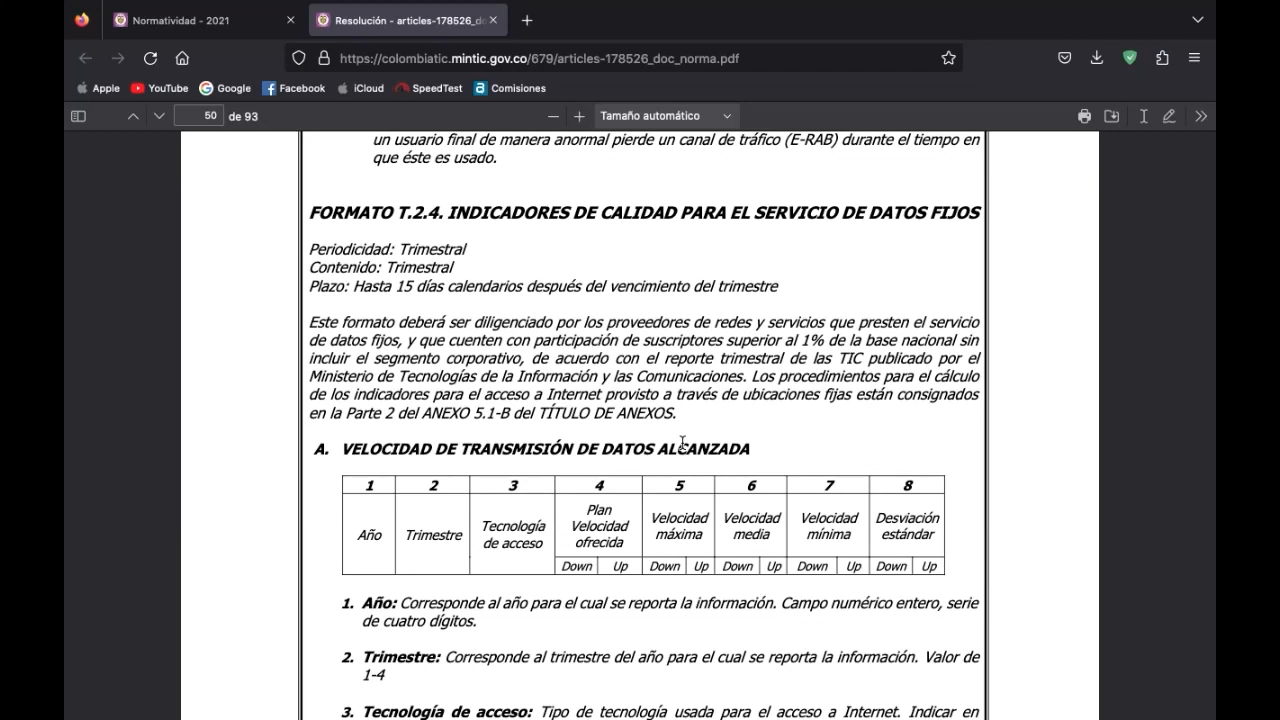 Normatividad - 2021
Resolución - articles-178526_do
https://colombiatic.mintic.gov.co/679/articles-178526_doc_norma.pdf
Apple YouTube Google Facebook iCloud SpeedTest Comisiones
50 de 93 Tamaño automático
un usuario final de manera anormal pierde un canal de tráfico (E-RAB) durante el tiempo en
que éste es usado.
FORMATO T.2.4. INDICADORES DE CALIDAD PARA EL SERVICIO DE DATOS FIJOS
Periodicidad: Trimestral
Contenido: Trimestral
Plazo: Hasta 15 días calendarios después del vencimiento del trimestre
Este formato deberá ser diligenciado por los proveedores de redes y servicios que presten el servicio
de datos fijos, y que cuenten con participación de suscriptores superior al 1% de la base nacional sin
incluir el segmento corporativo, de acuerdo con el reporte trimestral de las TIC publicado por el
Ministerio de Tecnologías de la Información y las Comunicaciones. Los procedimientos para el cálculo
de los indicadores para el acceso a Internet provisto a través de ubicaciones fijas están consignados
en la Parte 2 del ANEXO 5.1-B del TÍTULO DE ANEXOS.
A. VELOCIDAD DE TRANSMISIÓN DE DATOS ALCANZADA
1 2 3 4 5 6 7 8
Año
Trimestre
Tecnología
de acceso
Plan
Velocidad
ofrecida
Velocidad
máxima
Velocidad
media
Velocidad
mínima
Desviación
estándar
Down Up Down Up Down Up Down Up Down Up
1. Año: Corresponde al año para el cual se reporta la información. Campo numérico entero, serie
de cuatro dígitos.
2. Trimestre: Corresponde al trimestre del año para el cual se reporta la información. Valor de
1-4
3. Tecnología de acceso: Tipo de tecnología usada para el acceso a Internet. Indicar en